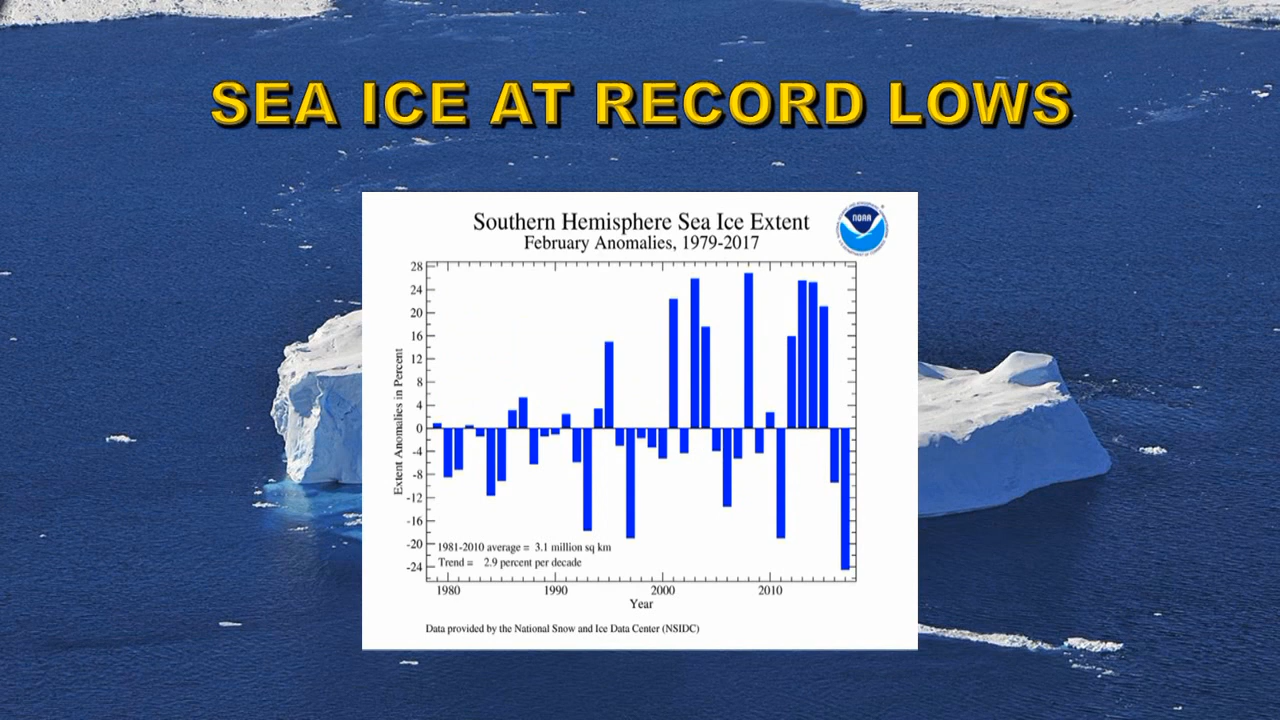 SEA ICE AT RECORD LOWS
Southern Hemisphere Sea Ice Extent
February Anomalies, 1979-2017
NOAA
Extent Anomalies in Percent
28
24
20
16
12
8
4
0
-4
-8
-12
-16
-20
-24
1981-2010 average = 3.1 million sq km
Trend = 2.9 percent per decade
1980 1990 2000 2010
Year
Data provided by the National Snow and Ice Data Center (NSIDC)